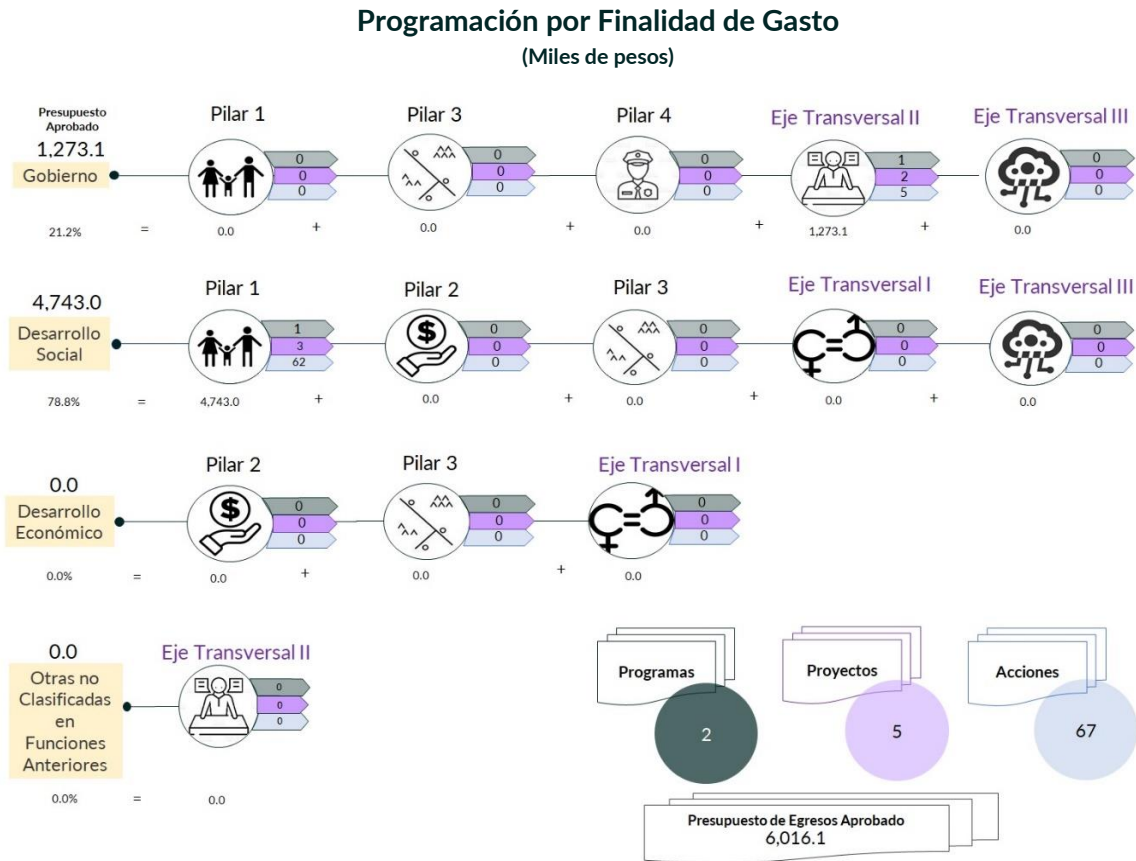 Programación por Finalidad de Gasto
(Miles de pesos)
Presupuesto
Aprobado
1,273.1
Gobierno
Pilar 1
0
0
0
Pilar 3
0
0
0
Pilar 4
0
0
0
Eje Transversal II
1
2
5
Eje Transversal III
0
0
0
21.2% = 0.0 + 0.0 + 0.0 + 1,273.1 + 0.0
4,743.0
Desarrollo
Social
Pilar 1
1
3
62
Pilar 2
$
0
0
0
Pilar 3
0
0
0
Eje Transversal I
0
0
0
Eje Transversal III
0
0
0
78.8% = 4,743.0 + 0.0 + 0.0 + 0.0 + 0.0
0.0
Desarrollo
Económico
Pilar 2
$
0
0
0
Pilar 3
0
0
0
Eje Transversal I
0
0
0
0.0% = 0.0 + 0.0 + 0.0
0.0
Otras no
Clasificadas
en
Funciones
Anteriores
Eje Transversal II
0
0
0
0.0% = 0.0
Programas
2
Proyectos
5
Acciones
67
Presupuesto de Egresos Aprobado
6,016.1